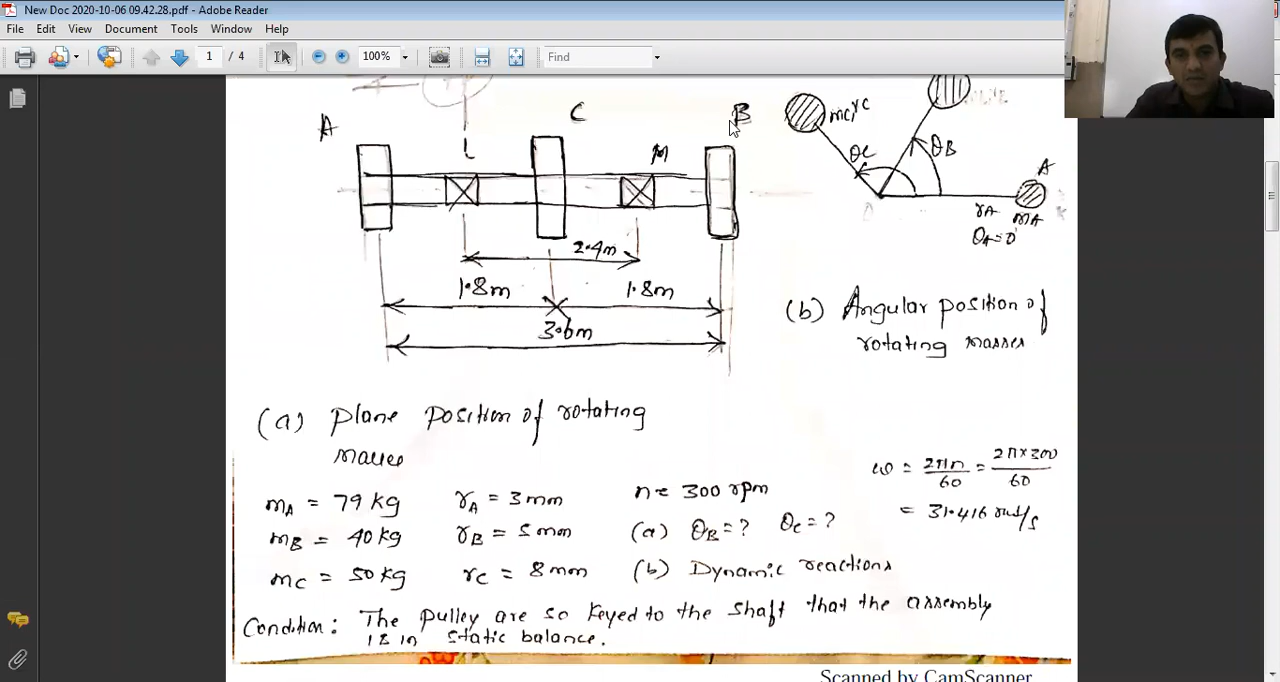 New Doc 2020-10-06 09.42.28.pdf - Adobe Reader
File Edit View Document Tools Window Help
1 / 4 100% Find
A C B
L M
2.4m
1.8m 1.8m
3.6m
mC rC
θC θB
A
rA mA
θA=0
(b) Angular position of
rotating masses
(a) Plane position of rotating
masses
mA = 79 kg rA = 3 mm n = 300 rpm
mB = 40 kg rB = 5 mm (a) θB = ? θC = ?
mC = 50 kg rC = 8 mm (b) Dynamic reactions
ω = 2πn/60 = 2π×300/60
= 31.416 rad/s
Condition: The pulley are so keyed to the shaft that the assembly
is in static balance.
Scanned by CamScanner